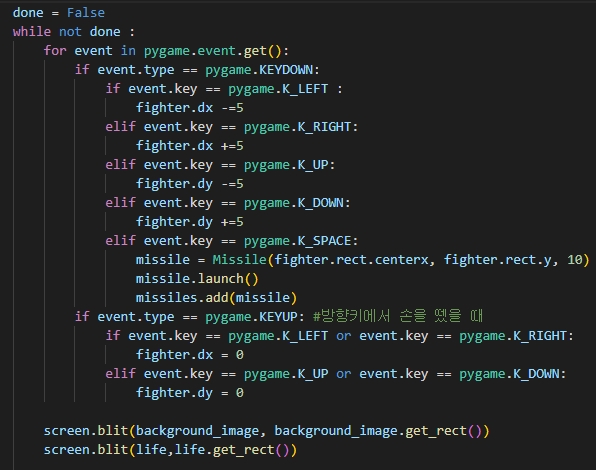 done = False
while not done :
    for event in pygame.event.get():
        if event.type == pygame.KEYDOWN:
            if event.key == pygame.K_LEFT :
                fighter.dx -=5
            elif event.key == pygame.K_RIGHT:
                fighter.dx +=5
            elif event.key == pygame.K_UP:
                fighter.dy -=5
            elif event.key == pygame.K_DOWN:
                fighter.dy +=5
            elif event.key == pygame.K_SPACE:
                missile = Missile(fighter.rect.centerx, fighter.rect.y, 10)
                missile.launch()
                missiles.add(missile)
        if event.type == pygame.KEYUP: #방향키에서 손을 뗐을 때
            if event.key == pygame.K_LEFT or event.key == pygame.K_RIGHT:
                fighter.dx = 0
            elif event.key == pygame.K_UP or event.key == pygame.K_DOWN:
                fighter.dy = 0

    screen.blit(background_image, background_image.get_rect())
    screen.blit(life,life.get_rect())